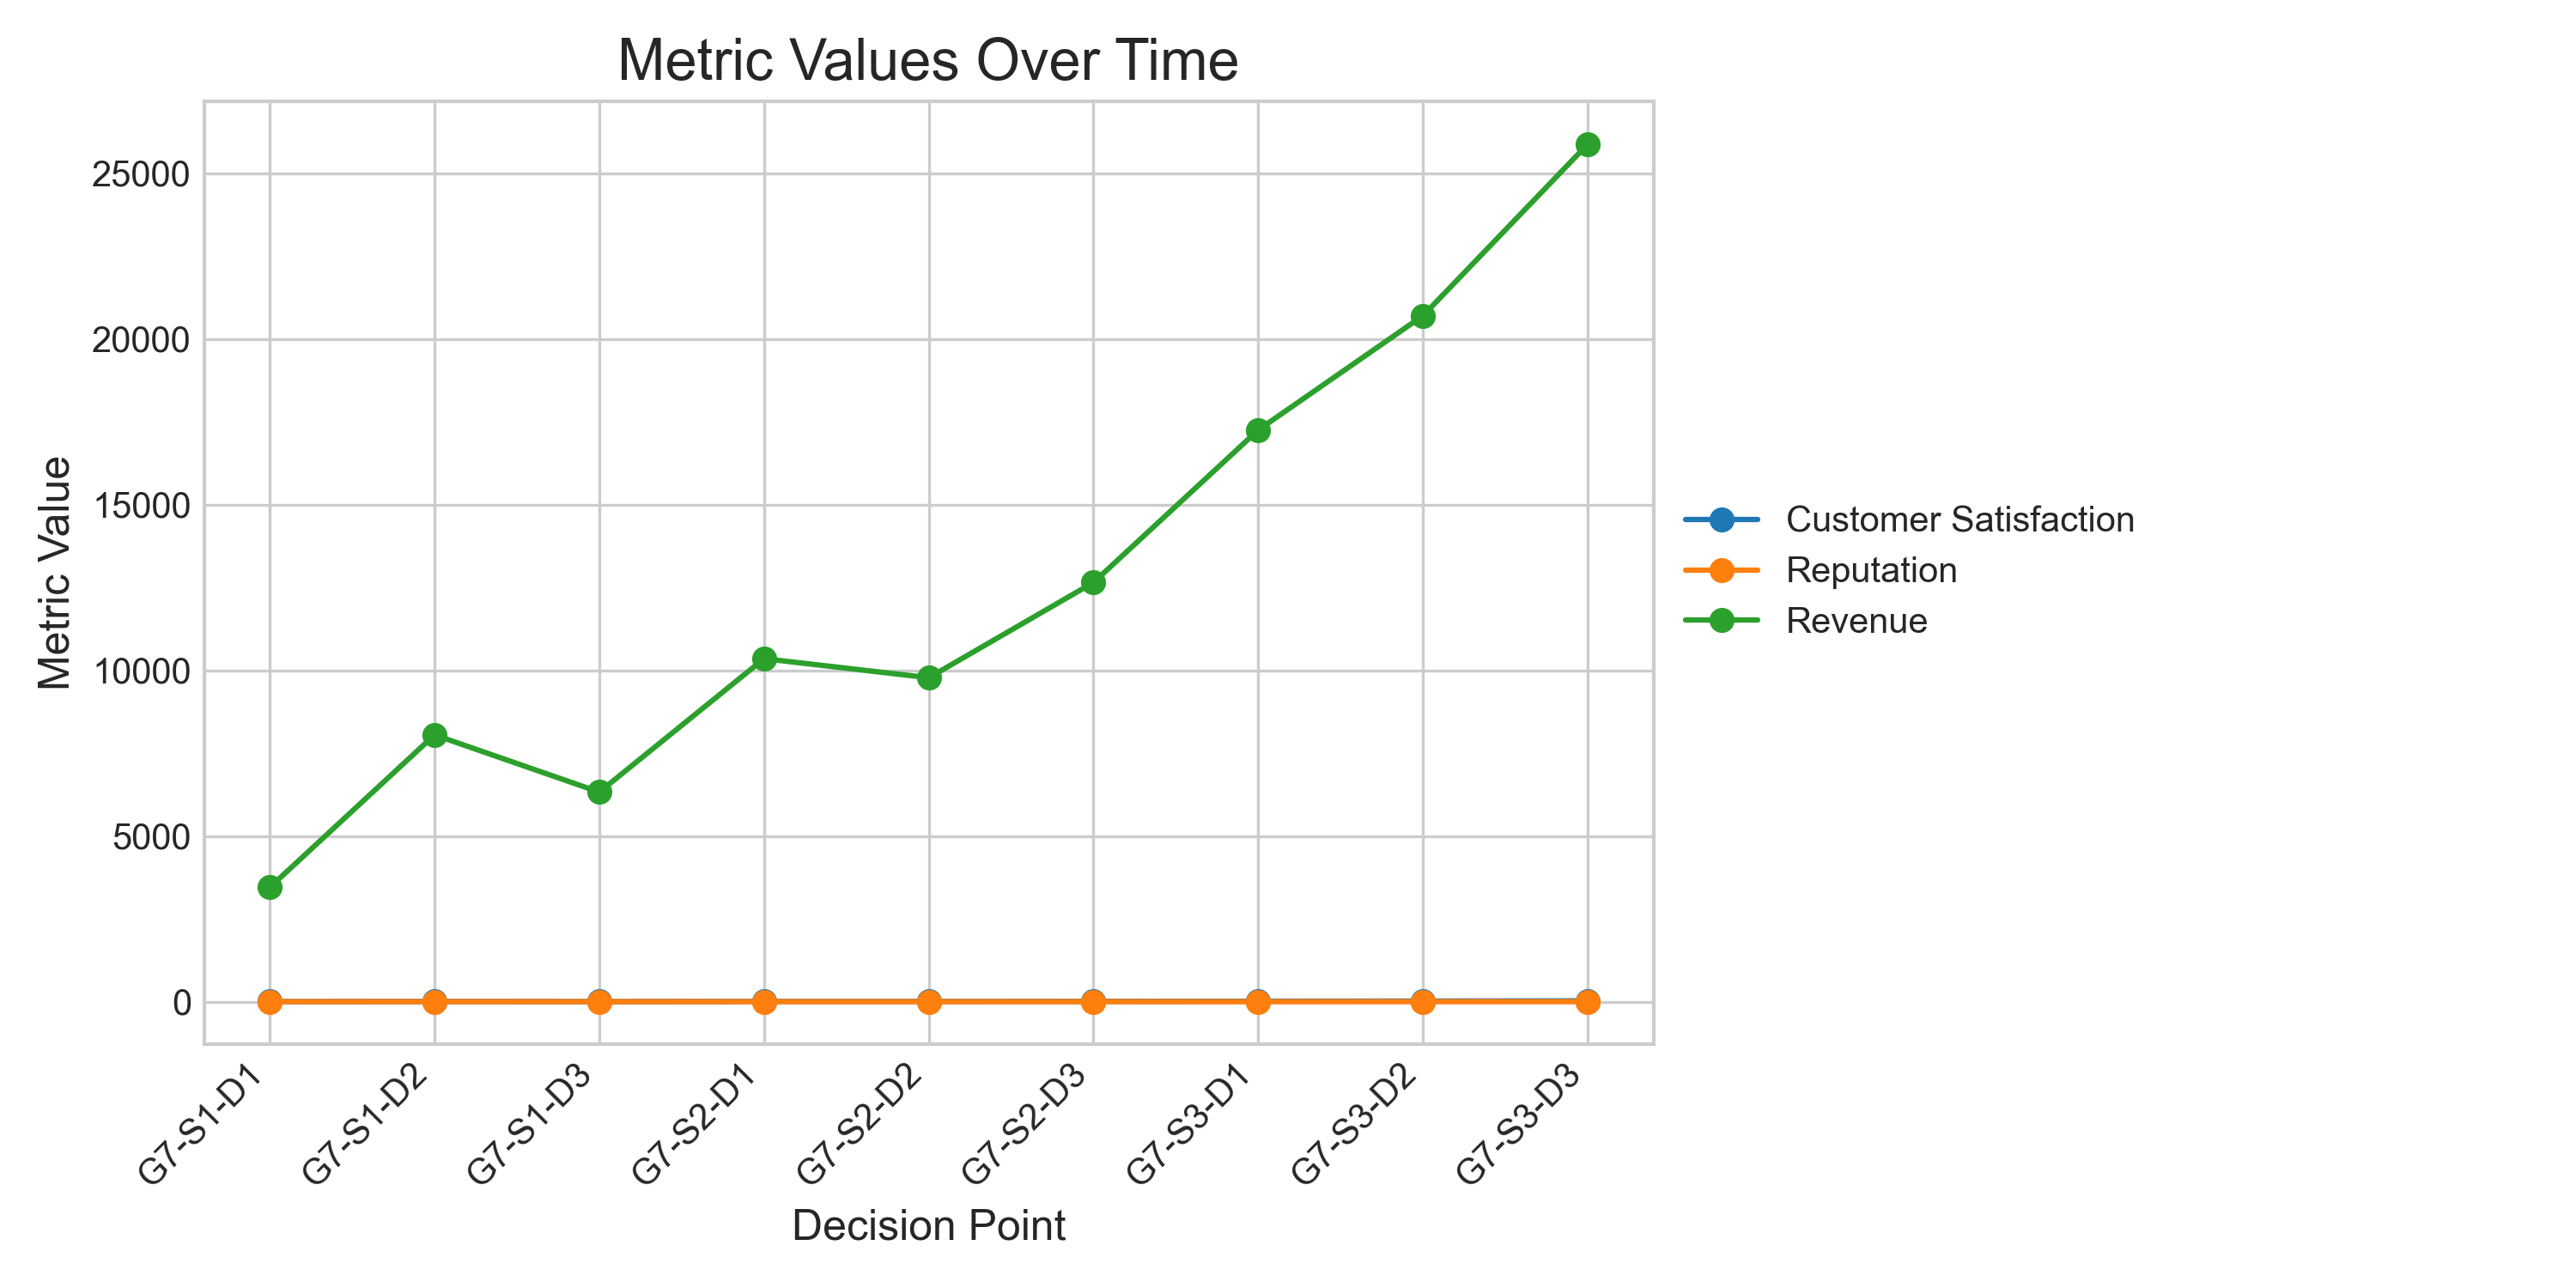 Metric Values Over Time
Metric Value
25000
20000
15000
10000
5000
0
G7-S1-D1
G7-S1-D2
G7-S1-D3
G7-S2-D1
G7-S2-D2
G7-S2-D3
G7-S3-D1
G7-S3-D2
G7-S3-D3
Decision Point
Customer Satisfaction
Reputation
Revenue